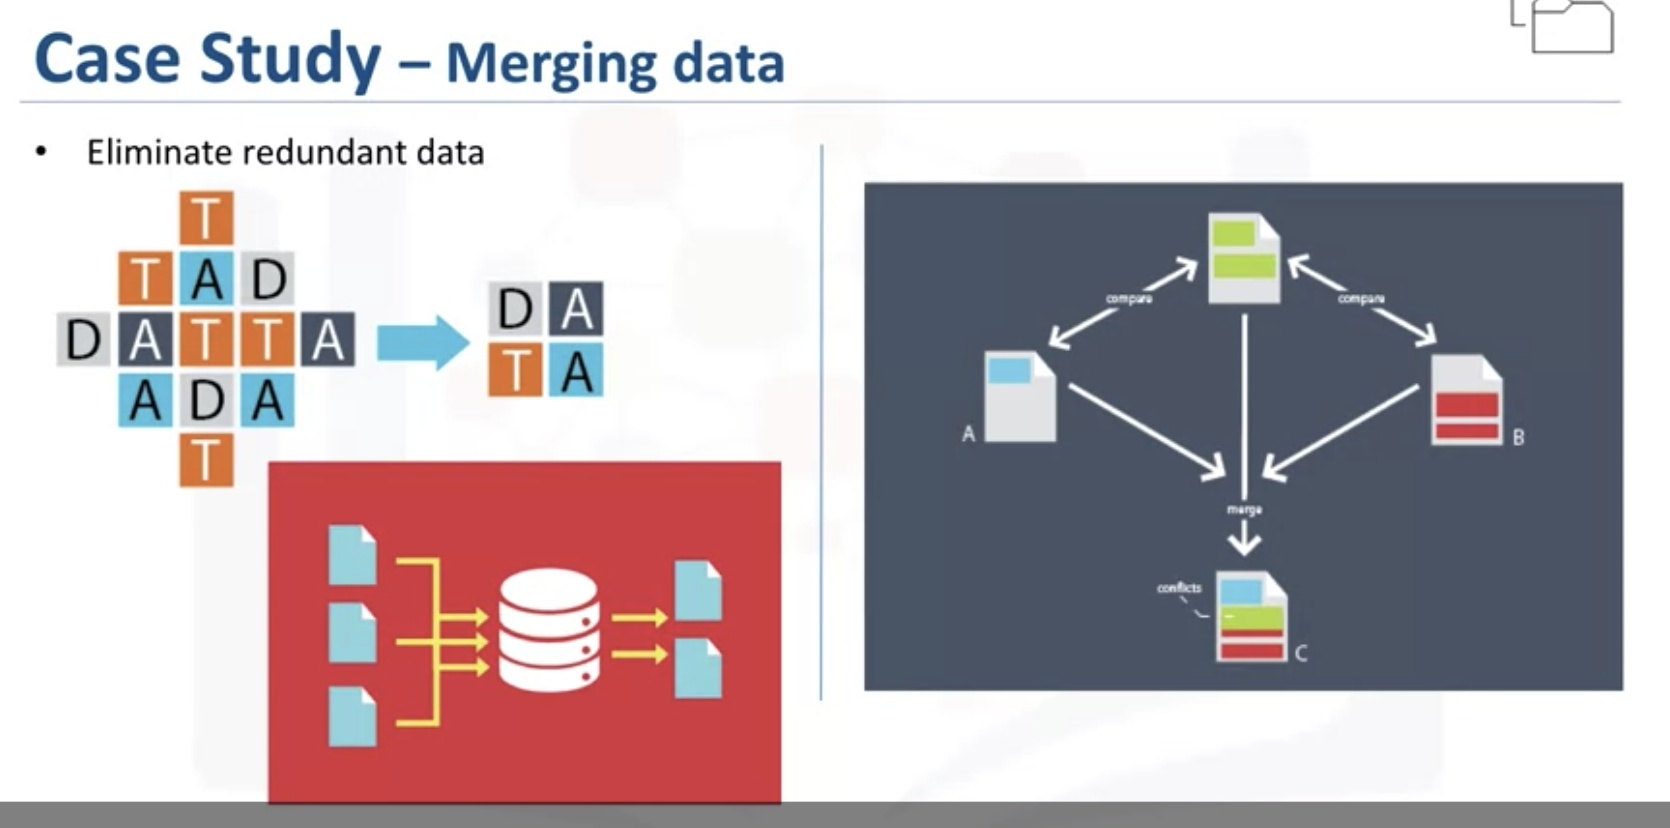 Case Study – Merging data
• Eliminate redundant data
T
T A D
D A T T A
A D A
T
D A
T A
compare
compare
A
B
merge
conflicts
C